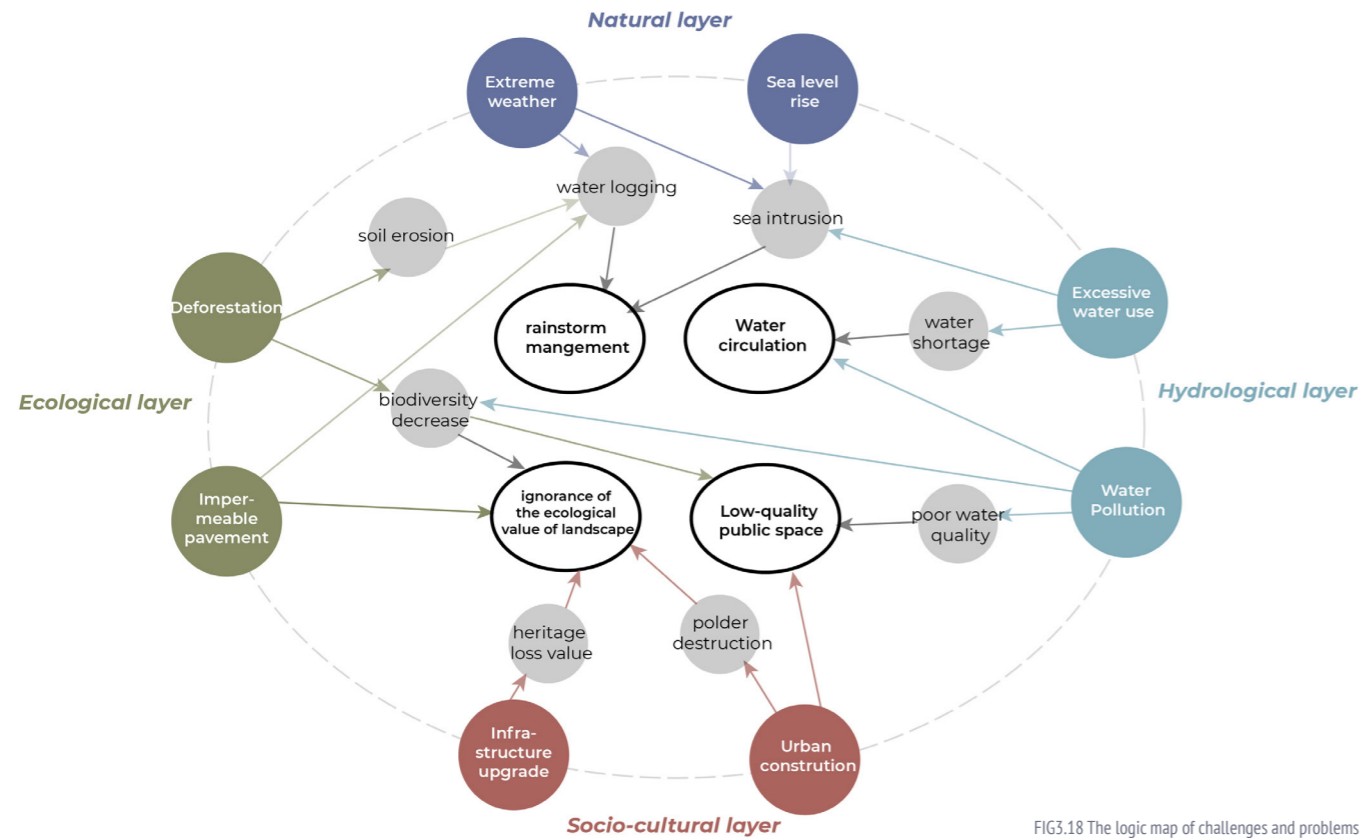 Natural layer
Extreme
weather
Sea level
rise
water logging
sea intrusion
soil erosion
Deforestation
Excessive
water use
rainstorm
mangement
Water
circulation
water
shortage
Ecological layer
biodiversity
decrease
Hydrological layer
Imper-
meable
pavement
ignorance of
the ecological
value of landscape
Low-quality
public space
poor water
quality
Water
Pollution
heritage
loss value
polder
destruction
Infra-
structure
upgrade
Urban
constrution
Socio-cultural layer
FIG3.18 The logic map of challenges and problems